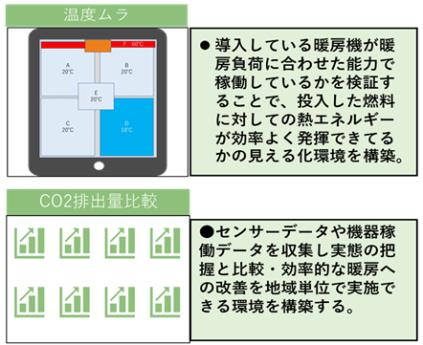 温度ムラ
F 60℃
A
20℃
B
20℃
E
20℃
C
20℃
D
18℃
●導入している暖房機が暖
房負荷に合わせた能力で
稼働しているかを検証す
ることで、投入した燃料
に対しての熱エネルギー
が効率よく発揮できてる
かの見える化環境を構築。
CO2排出量比較
●センサーデータや機器稼
働データを収集し実態の把
握と比較・効率的な暖房へ
の改善を地域単位で実施で
きる環境を構築する。